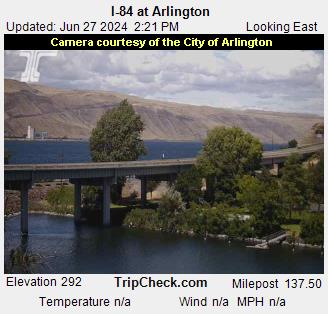 I-84 at Arlington
Updated: Jun 27 2024 2:21 PM Looking East
Camera courtesy of the City of Arlington
Elevation 292 TripCheck.com Milepost 137.50
Temperature n/a Wind n/a MPH n/a